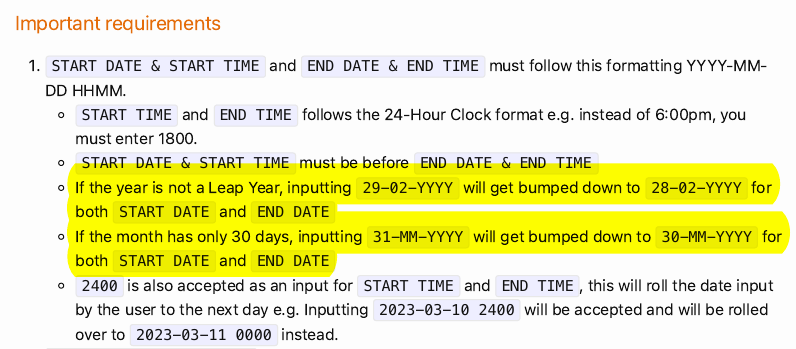 Important requirements
1. START DATE & START TIME and END DATE & END TIME must follow this formatting YYYY-MM-
DD HHMM.
START TIME and END TIME follows the 24-Hour Clock format e.g. instead of 6:00pm, you
must enter 1800.
START DATE & START TIME must be before END DATE & END TIME
If the year is not a Leap Year, inputting 29-02-YYYY will get bumped down to 28-02-YYYY for
both START DATE and END DATE
If the month has only 30 days, inputting 31-MM-YYYY will get bumped down to 30-MM-YYYY for
both START DATE and END DATE
2400 is also accepted as an input for START TIME and END TIME , this will roll the date input
by the user to the next day e.g. Inputting 2023-03-10 2400 will be accepted and will be rolled
over to 2023-03-11 0000 instead.